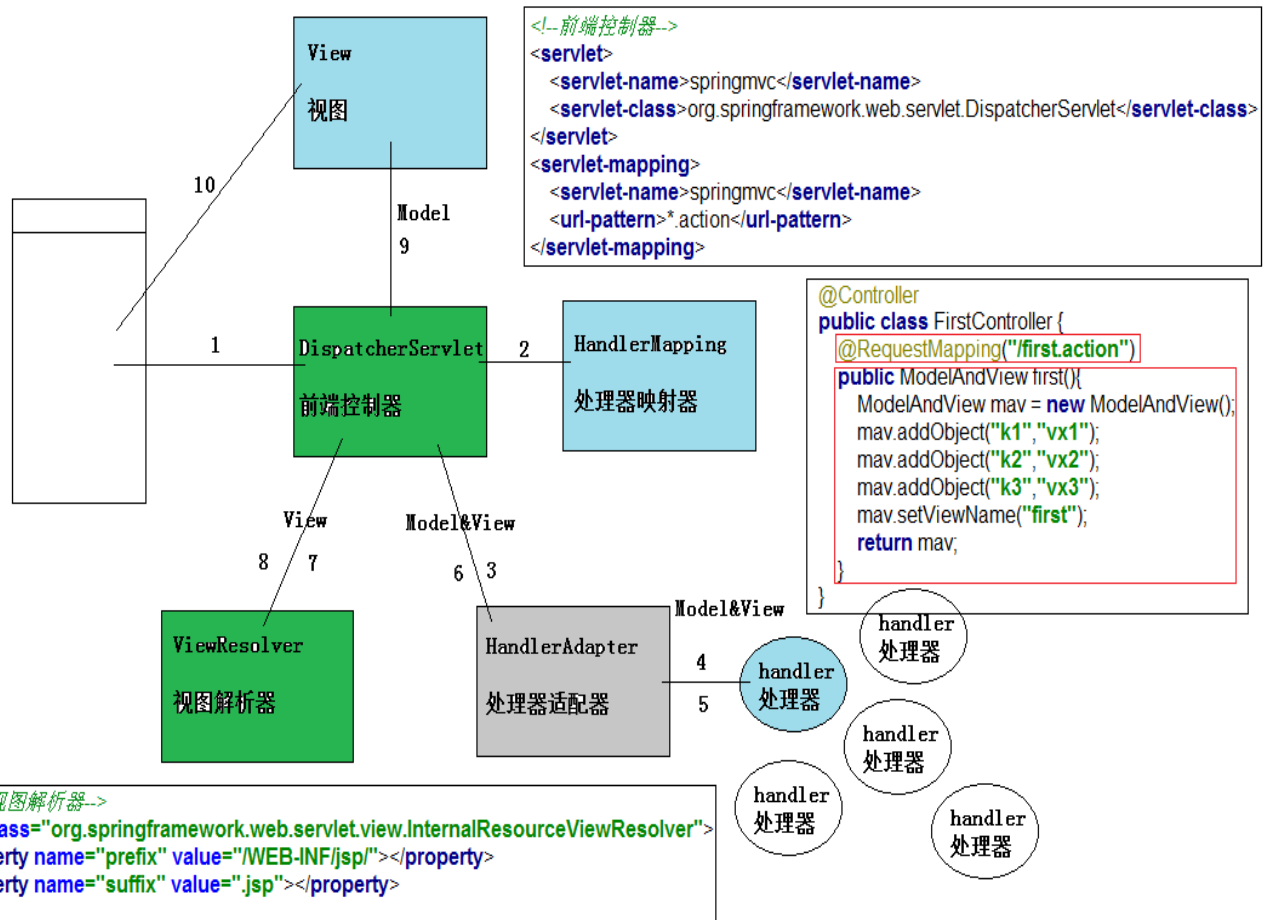 View
视图
<!--前端控制器-->
<servlet>
<servlet-name>springmvc</servlet-name>
<servlet-class>org.springframework.web.servlet.DispatcherServlet</servlet-class>
</servlet>
<servlet-mapping>
<servlet-name>springmvc</servlet-name>
<url-pattern>*.action</url-pattern>
</servlet-mapping>
10
Model
9
1
DispatcherServlet
前端控制器
2
HandlerMapping
处理器映射器
@Controller
public class FirstController {
@RequestMapping("/first.action")
public ModelAndView first(){
ModelAndView mav = new ModelAndView();
mav.addObject("k1","vx1");
mav.addObject("k2","vx2");
mav.addObject("k3","vx3");
mav.setViewName("first");
return mav;
}
}
View
8 7
Model&View
6 3
ViewResolver
视图解析器
HandlerAdapter
处理器适配器
Model&View
4
5
handler
处理器
handler
处理器
handler
处理器
handler
处理器
handler
处理器
视图解析器-->
ass="org.springframework.web.servlet.view.InternalResourceViewResolver">
erty name="prefix" value="/WEB-INF/jsp/"></property>
erty name="suffix" value=".jsp"></property>